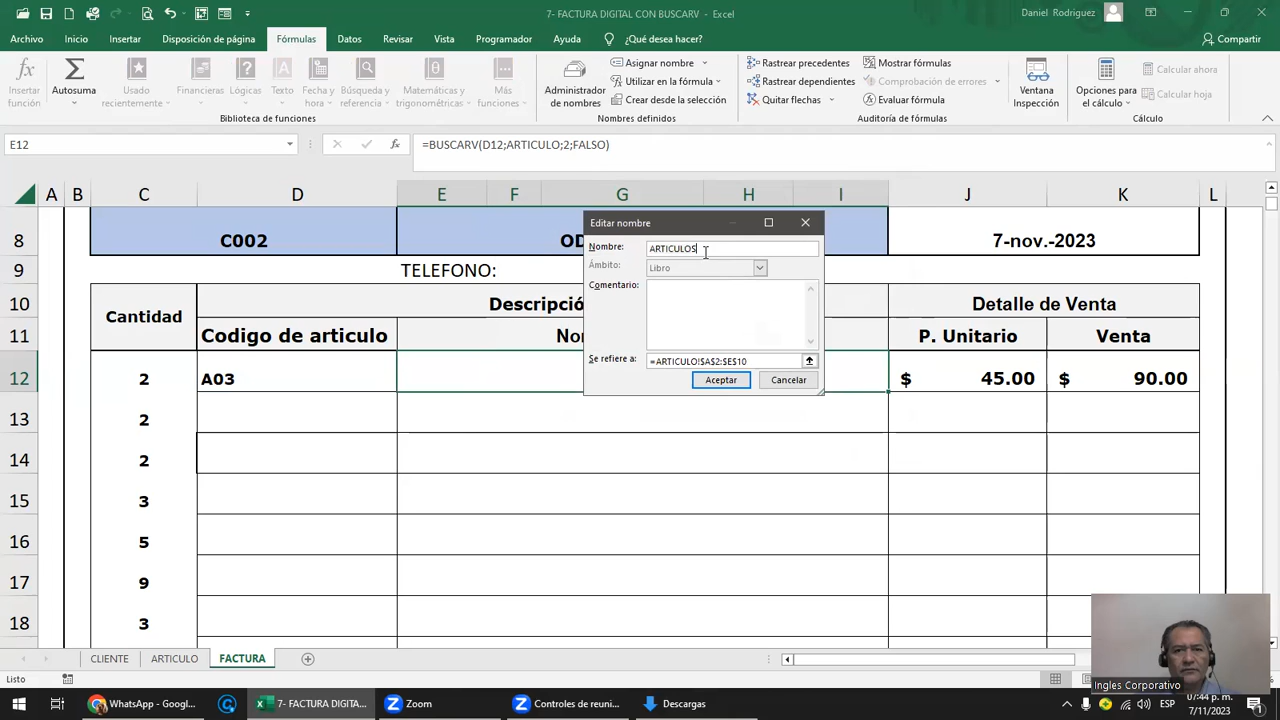 7- FACTURA DIGITAL CON BUSCARV - Excel
Daniel Rodriguez
Archivo Inicio Insertar Disposición de página Fórmulas Datos Revisar Vista Programador Ayuda ¿Qué desea hacer? Compartir
Insertar función
Autosuma
Usado recientemente
Financieras
Lógicas
Texto
Fecha y hora
Búsqueda y referencia
Matemáticas y trigonométricas
Más funciones
Biblioteca de funciones
Administrador de nombres
Asignar nombre
Utilizar en la fórmula
Crear desde la selección
Nombres definidos
Rastrear precedentes
Rastrear dependientes
Quitar flechas
Mostrar fórmulas
Comprobación de errores
Evaluar fórmula
Auditoría de fórmulas
Ventana Inspección
Opciones para el cálculo
Calcular ahora
Calcular hoja
Cálculo
E12 fx =BUSCARV(D12;ARTICULO;2;FALSO)
A B C D E F G H I J K L
8 C002 OD 7-nov.-2023
9 TELEFONO:
10 Cantidad Descripció Detalle de Venta
11 Codigo de articulo No P. Unitario Venta
12 2 A03 $ 45.00 $ 90.00
13 2
14 2
15 3
16 5
17 9
18 3
Editar nombre
Nombre: ARTICULOS
Ámbito: Libro
Comentario:
Se refiere a: =ARTICULO!$A$2:$E$10
Aceptar Cancelar
CLIENTE ARTICULO FACTURA
Listo
Ingles Corporativo
WhatsApp - Googl... 7- FACTURA DIGITA... Zoom Controles de reuni... Descargas
ESP
07:44 p. m.
7/11/2023